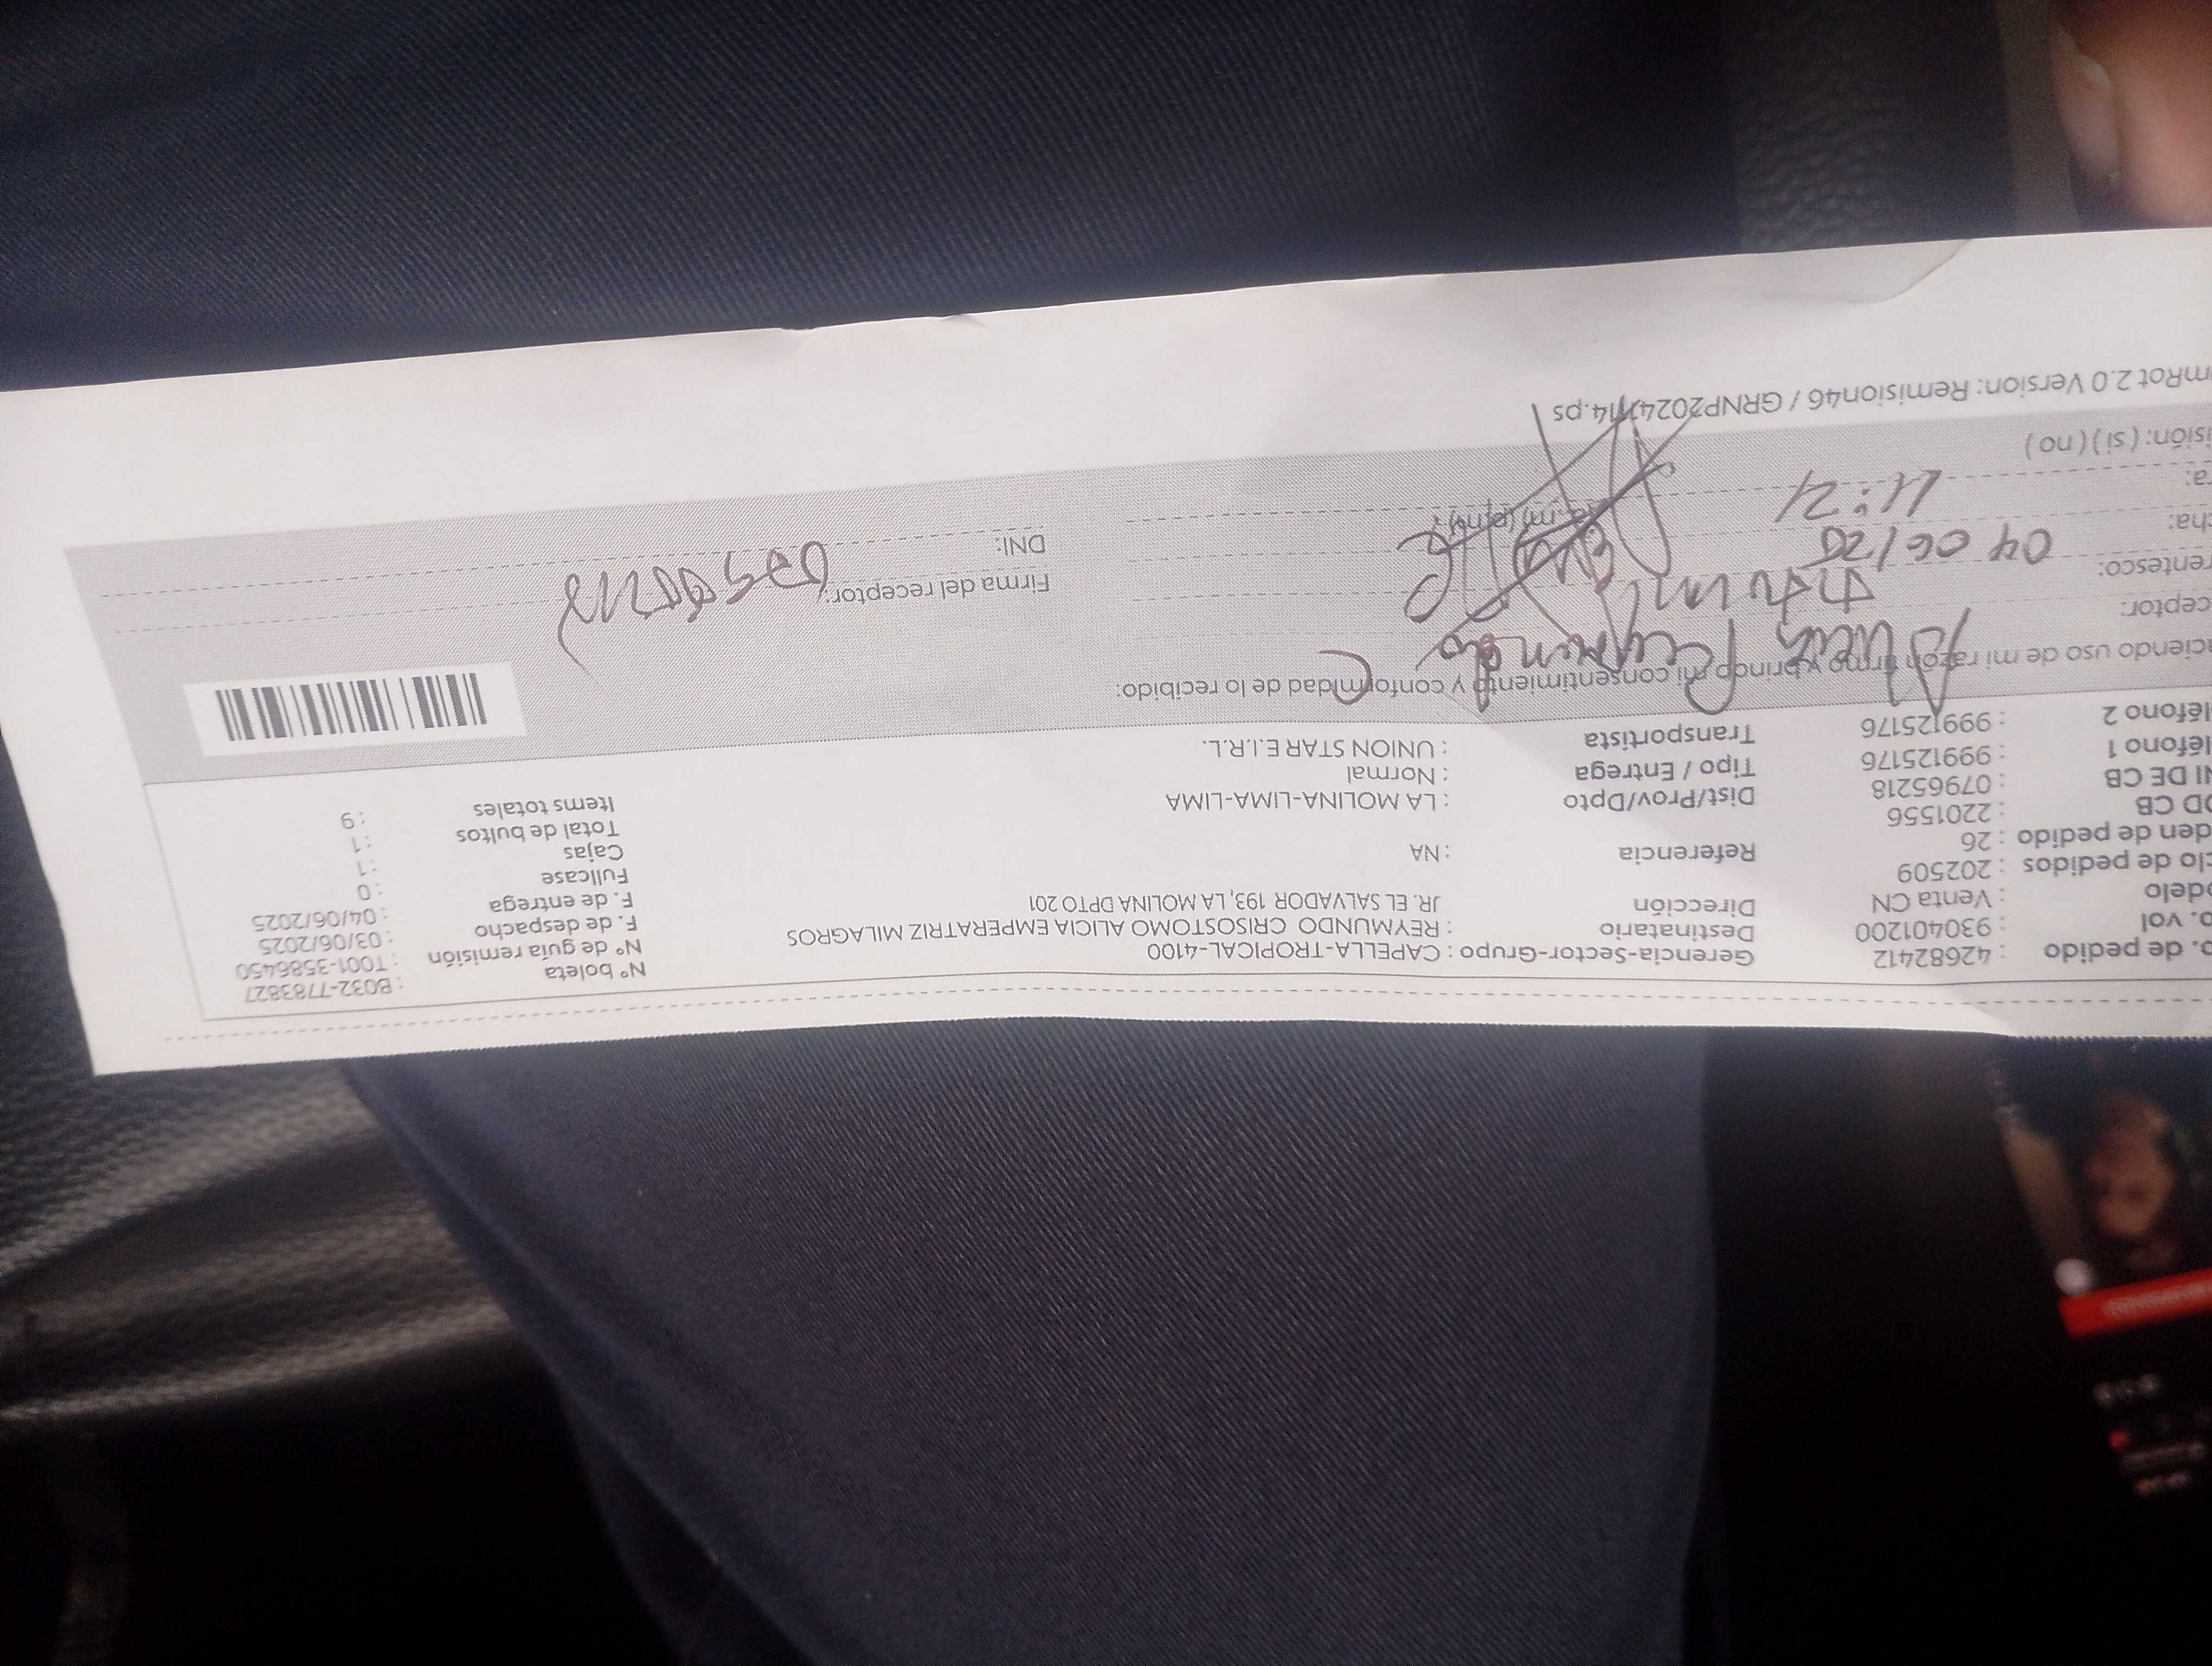 o. de pedido : 42682412 Gerencia-Sector-Grupo : CAPELLA-TROPICAL-4100 N° boleta : B032-7783827
o. vol : 930401200 Destinatario : REYMUNDO CRISOSTOMO ALICIA EMPERATRIZ MILAGROS N° de guía remisión : T001-3586450
odelo : Venta CN Dirección JR. EL SALVADOR 193, LA MOLINA DPTO 201 F. de despacho : 03/06/2025
clo de pedidos : 202509 F. de entrega : 04/06/2025
den de pedido : 26 Referencia : NA Fullcase : 0
OD CB : 2201556 Cajas : 1
NI DE CB : 07965218 Dist/Prov/Dpto : LA MOLINA-LIMA-LIMA Total de bultos : 1
léfono 1 : 999125176 Tipo / Entrega : Normal Items totales : 9
léfono 2 : 999125176 Transportista : UNION STAR E.I.R.L.
aciendo uso de mi razón firmo y brindo mi consentimiento y conformidad de lo recibido:
ceptor: Reymundo C
rentesco: Firma del receptor:
cha: 04 06/25 DNI:
ra: 11:21
isión: ( si ) ( no )
mRot 2.0 Version: Remision46 / GRNP20241114.ps